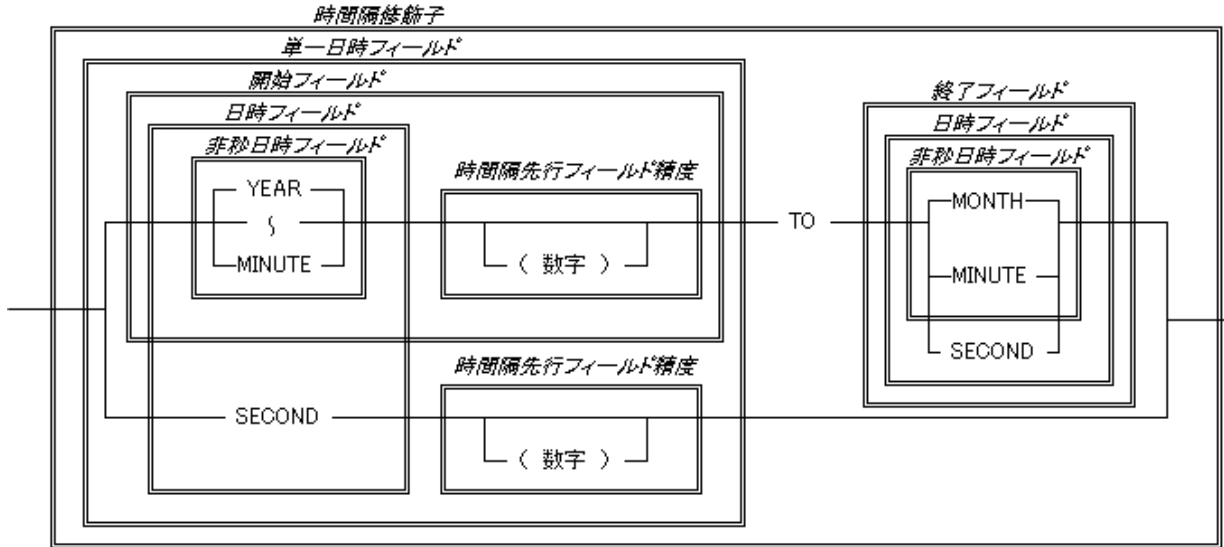 時間隔修飾子
単一日時フィールド
開始フィールド
日時フィールド
非秒日時フィールド
YEAR
〜
MINUTE
時間隔先行フィールド精度
( 数字 )
TO
終了フィールド
日時フィールド
非秒日時フィールド
MONTH
MINUTE
SECOND
SECOND
時間隔先行フィールド精度
( 数字 )